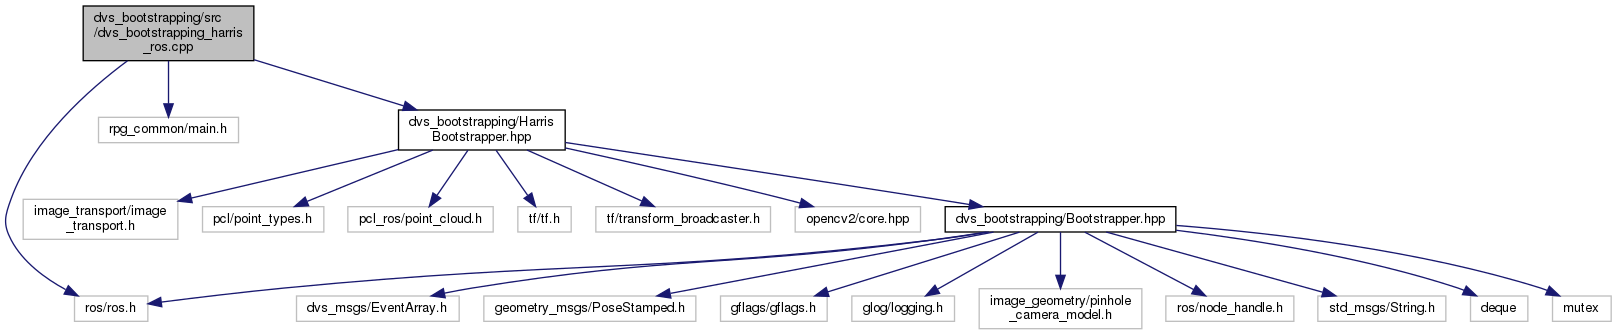 dvs_bootstrapping/src
/dvs_bootstrapping_harris
_ros.cpp
rpg_common/main.h
dvs_bootstrapping/Harris
Bootstrapper.hpp
image_transport/image
_transport.h
pcl/point_types.h
pcl_ros/point_cloud.h
tf/tf.h
tf/transform_broadcaster.h
opencv2/core.hpp
dvs_bootstrapping/Bootstrapper.hpp
ros/ros.h
dvs_msgs/EventArray.h
geometry_msgs/PoseStamped.h
gflags/gflags.h
glog/logging.h
image_geometry/pinhole
_camera_model.h
ros/node_handle.h
std_msgs/String.h
deque
mutex